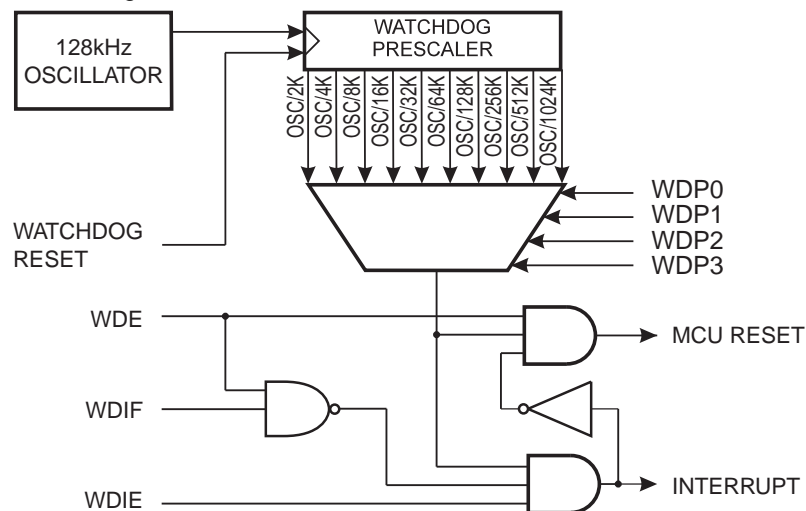 128kHz
OSCILLATOR
WATCHDOG
PRESCALER
OSC/2K
OSC/4K
OSC/8K
OSC/16K
OSC/32K
OSC/64K
OSC/128K
OSC/256K
OSC/512K
OSC/1024K
WDP0
WDP1
WDP2
WDP3
WATCHDOG
RESET
WDE
MCU RESET
WDIF
INTERRUPT
WDIE